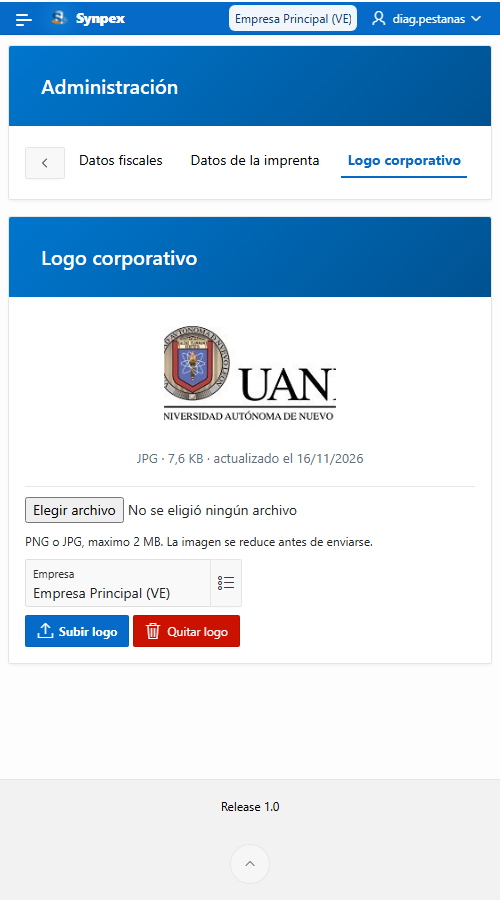 Synpex
Empresa Principal (VE)
diag.pestanas
Administración
Datos fiscales
Datos de la imprenta
Logo corporativo
Logo corporativo
UAN
NIVERSIDAD AUTÓNOMA DE NUEVO
JPG · 7,6 KB · actualizado el 16/11/2026
Elegir archivo No se eligió ningún archivo
PNG o JPG, maximo 2 MB. La imagen se reduce antes de enviarse.
Empresa
Empresa Principal (VE)
Subir logo
Quitar logo
Release 1.0